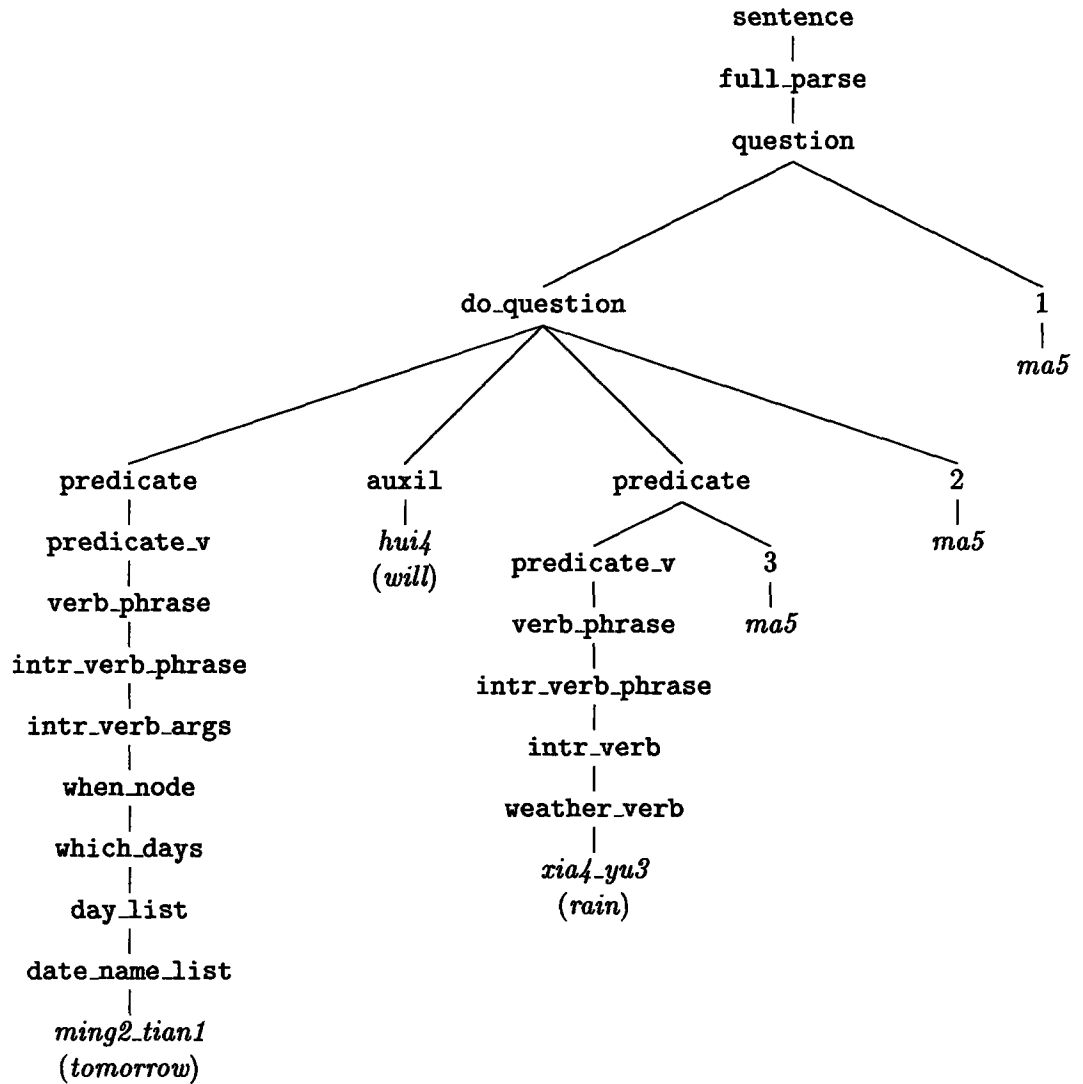 sentence
full_parse
question
do_question 1
ma5
predicate auxil predicate 2
predicate_v hui4 ma5
(will)
predicate_v 3
verb_phrase
verb_phrase ma5
intr_verb_phrase
intr_verb_phrase
intr_verb_args
intr_verb
when_node
weather_verb
which_days
xia4_yu3
(rain)
day_list
date_name_list
ming2_tian1
(tomorrow)